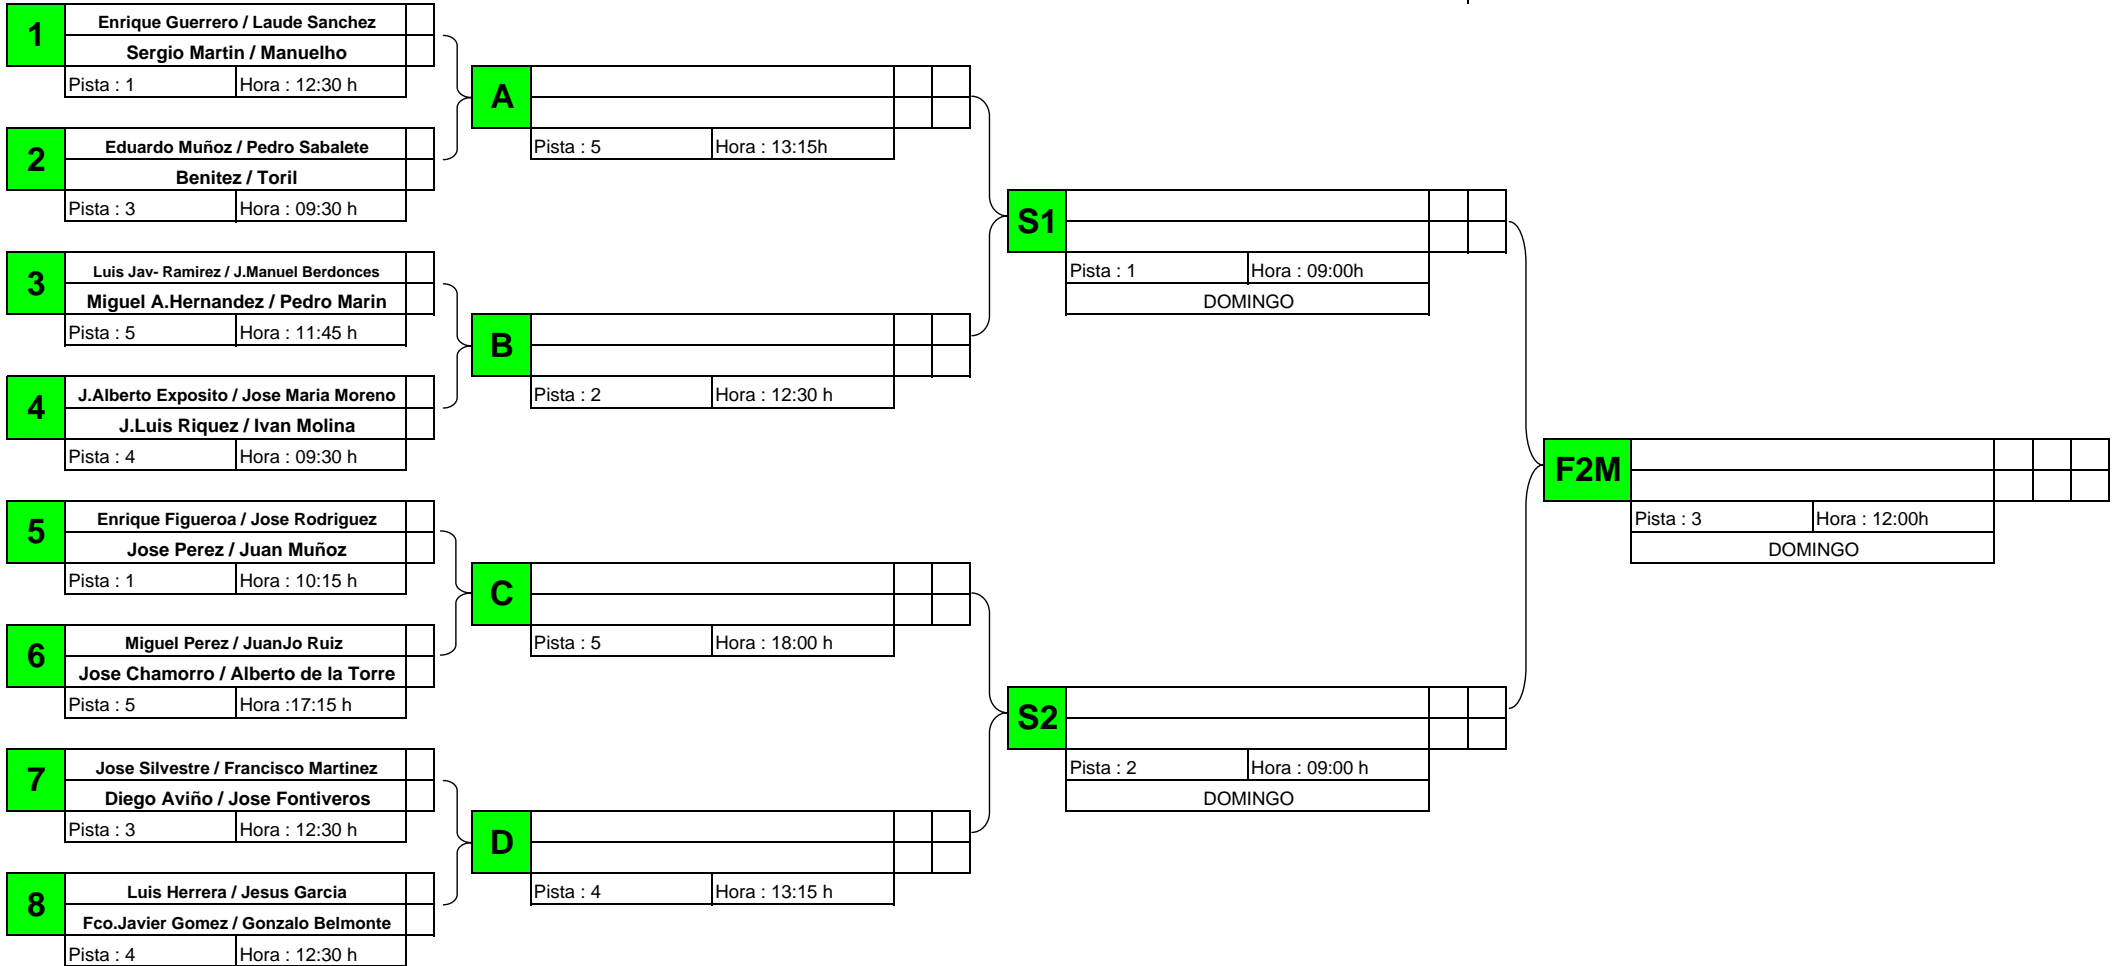 1
Enrique Guerrero / Laude Sanchez
Sergio Martin / Manuelho
Pista : 1 Hora : 12:30 h
2
Eduardo Muñoz / Pedro Sabalete
Benitez / Toril
Pista : 3 Hora : 09:30 h
3
Luis Jav- Ramirez / J.Manuel Berdonces
Miguel A.Hernandez / Pedro Marin
Pista : 5 Hora : 11:45 h
4
J.Alberto Exposito / Jose Maria Moreno
J.Luis Riquez / Ivan Molina
Pista : 4 Hora : 09:30 h
5
Enrique Figueroa / Jose Rodriguez
Jose Perez / Juan Muñoz
Pista : 1 Hora : 10:15 h
6
Miguel Perez / JuanJo Ruiz
Jose Chamorro / Alberto de la Torre
Pista : 5 Hora :17:15 h
7
Jose Silvestre / Francisco Martinez
Diego Aviño / Jose Fontiveros
Pista : 3 Hora : 12:30 h
8
Luis Herrera / Jesus Garcia
Fco.Javier Gomez / Gonzalo Belmonte
Pista : 4 Hora : 12:30 h
A
Pista : 5 Hora : 13:15h
B
Pista : 2 Hora : 12:30 h
C
Pista : 5 Hora : 18:00 h
D
Pista : 4 Hora : 13:15 h
S1
Pista : 1 Hora : 09:00h
DOMINGO
S2
Pista : 2 Hora : 09:00 h
DOMINGO
F2M
Pista : 3 Hora : 12:00h
DOMINGO